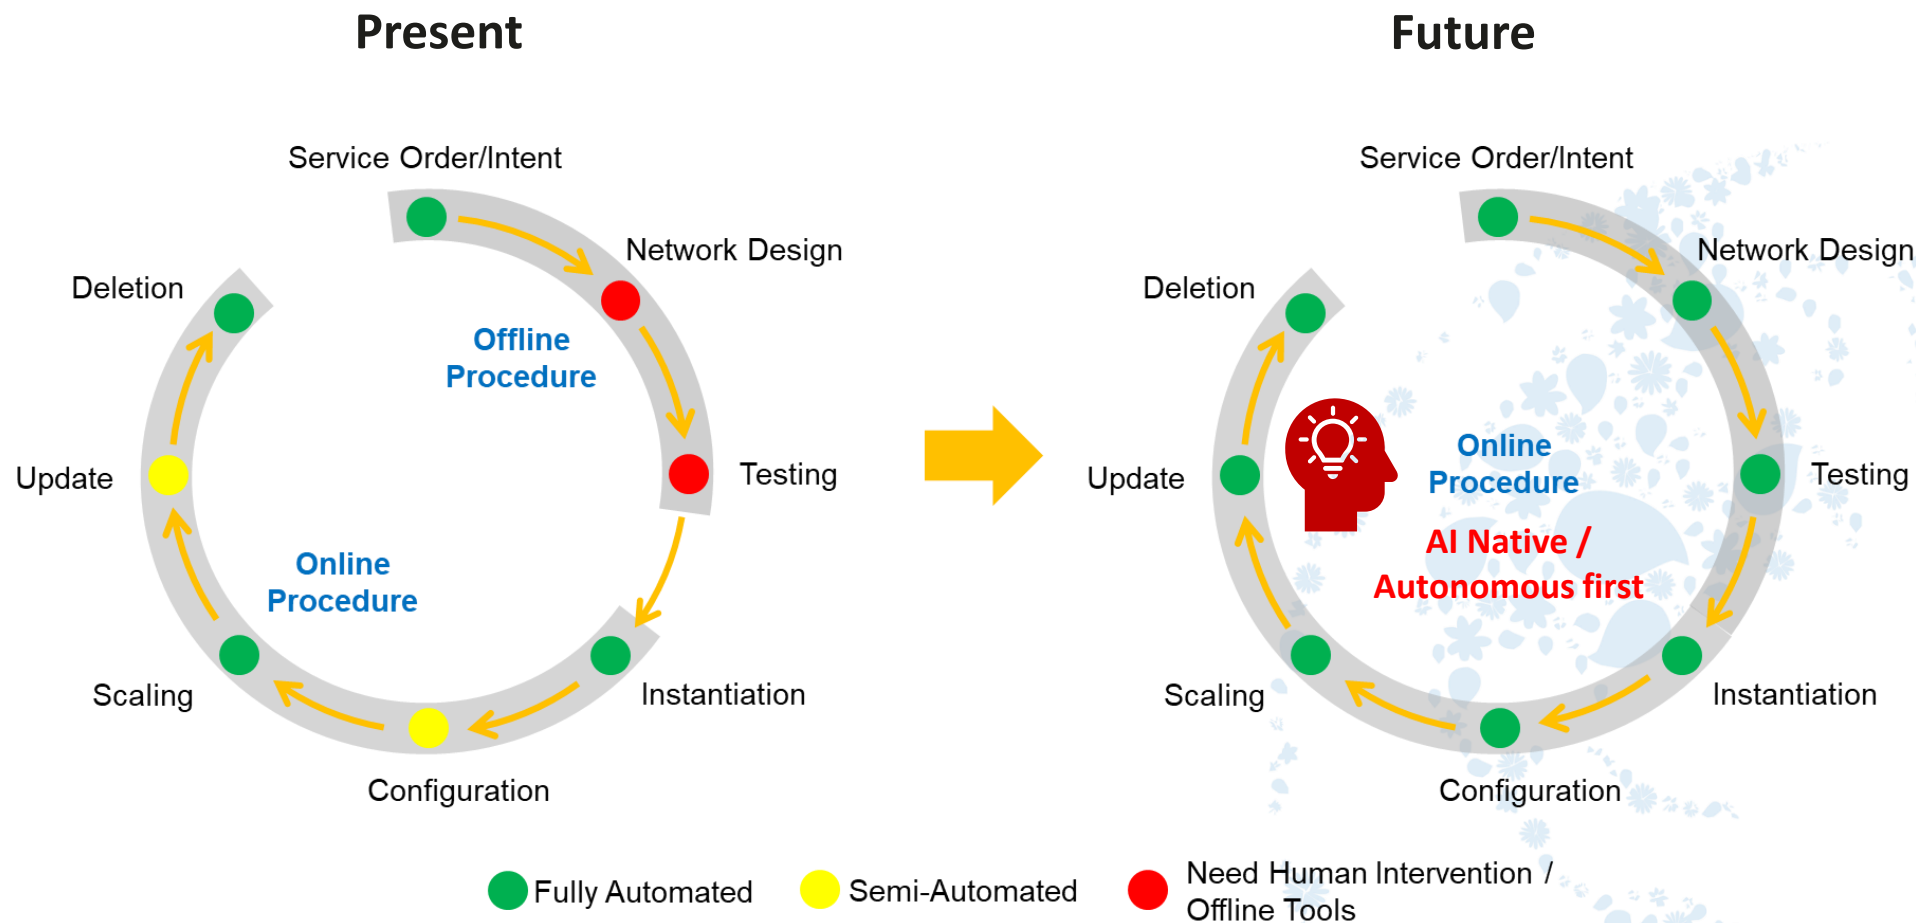 Present
Service Order/Intent
Network Design
Deletion
Offline
Procedure
Update
Testing
Online
Procedure
Scaling
Instantiation
Configuration
Future
Service Order/Intent
Network Design
Deletion
Online
Procedure
Update
Testing
AI Native /
Autonomous first
Scaling
Instantiation
Configuration
Fully Automated
Semi-Automated
Need Human Intervention /
Offline Tools